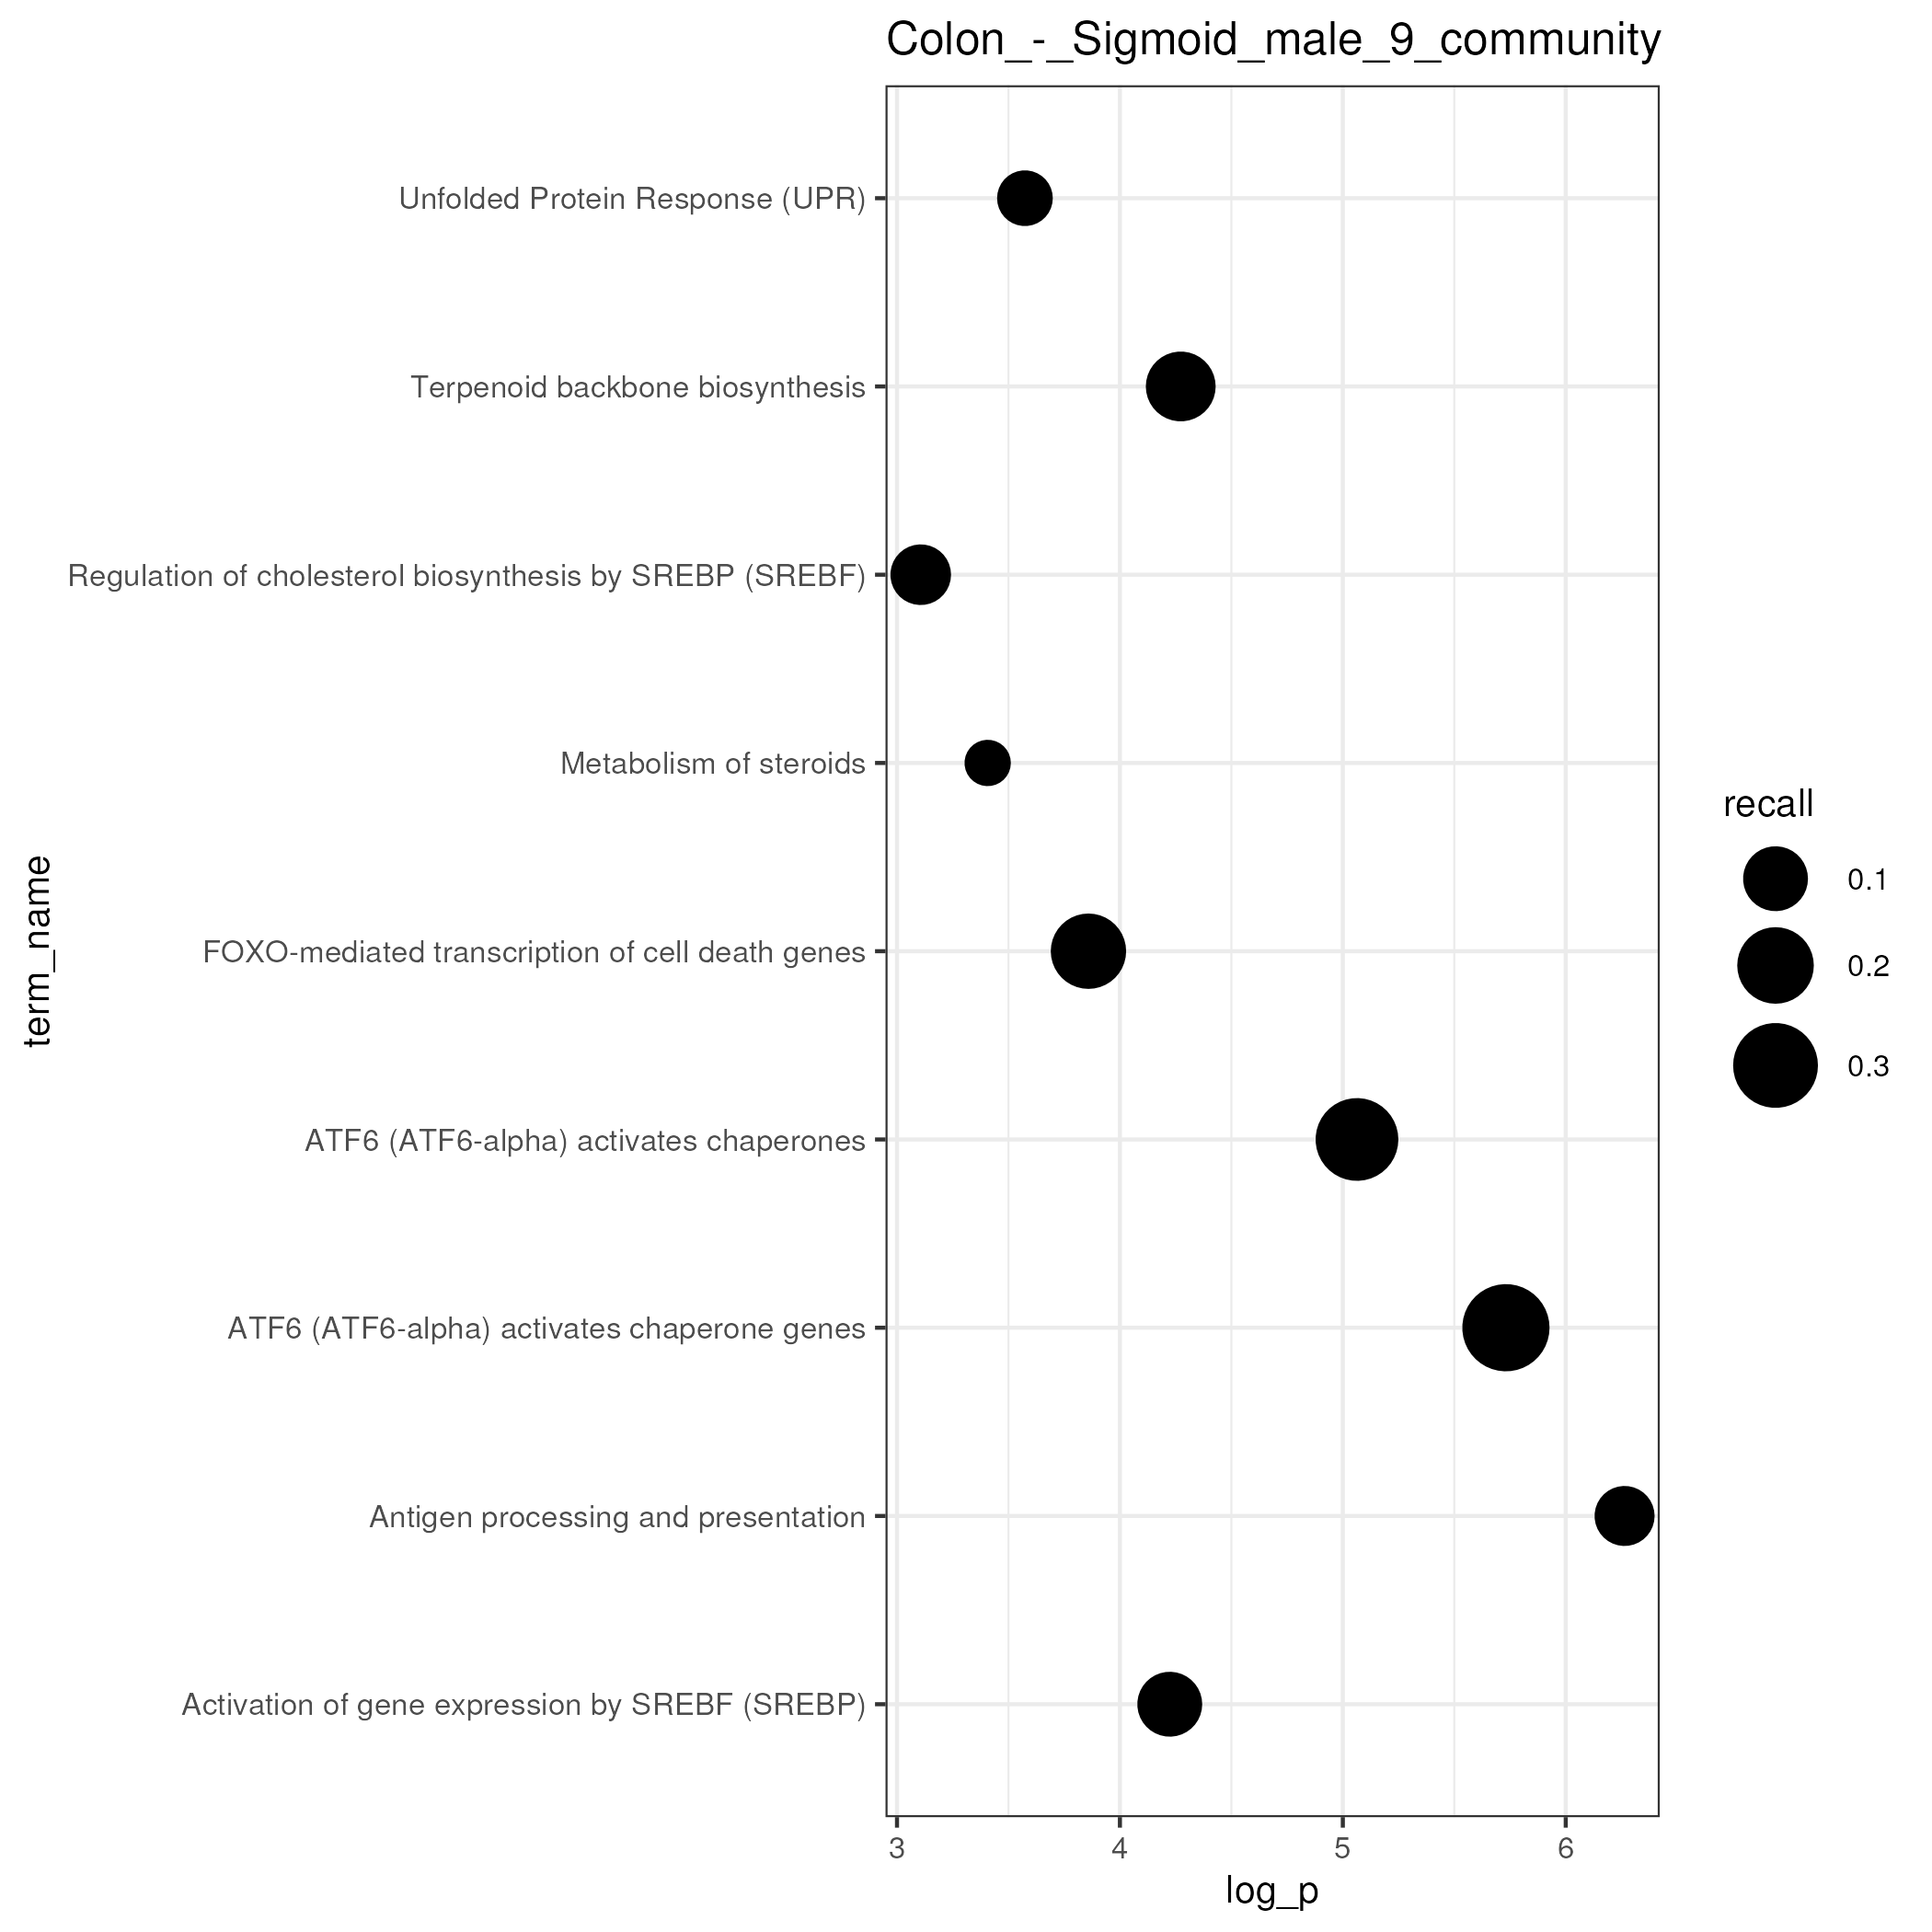 Colon_-_Sigmoid_male_9_community
Unfolded Protein Response (UPR)
Terpenoid backbone biosynthesis
Regulation of cholesterol biosynthesis by SREBP (SREBF)
Metabolism of steroids
FOXO-mediated transcription of cell death genes
ATF6 (ATF6-alpha) activates chaperones
ATF6 (ATF6-alpha) activates chaperone genes
Antigen processing and presentation
Activation of gene expression by SREBF (SREBP)
term_name
3 4 5 6
log_p
recall
0.1
0.2
0.3